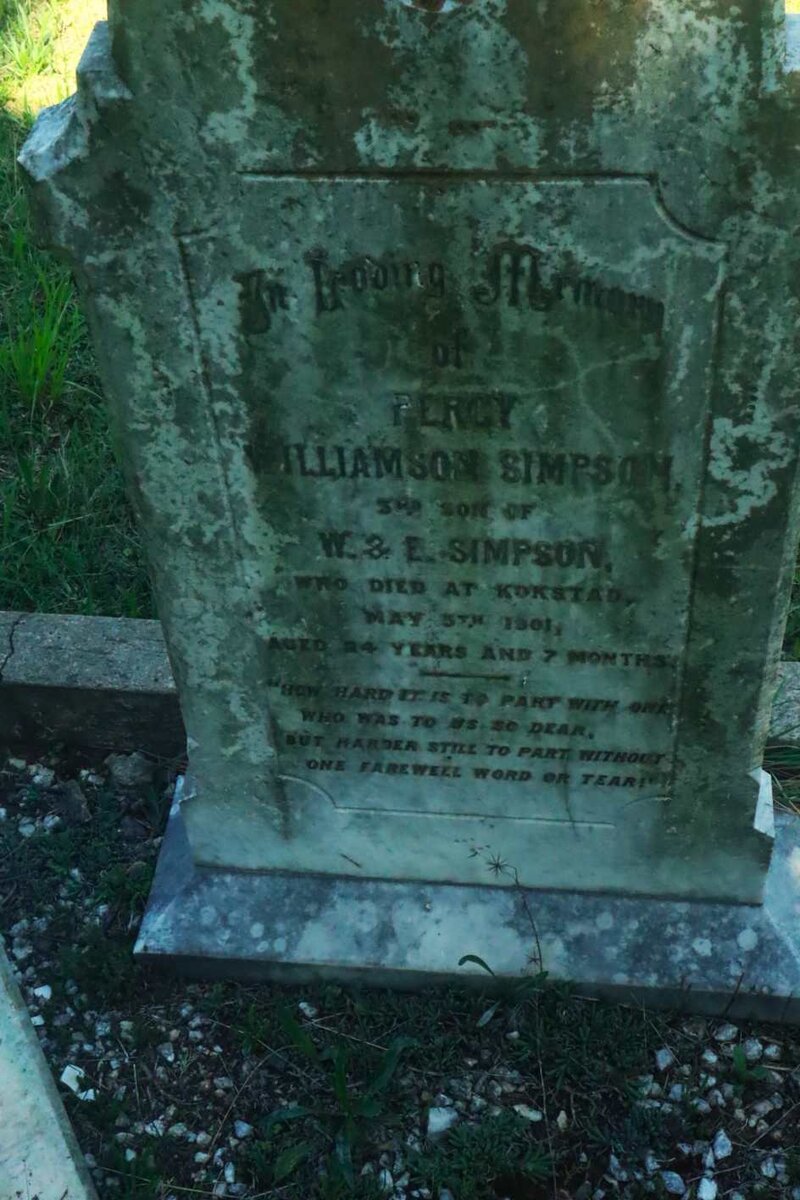 In Loving Memory
of
PERCY
WILLIAMSON SIMPSON,
3RD SON OF
W. & E. SIMPSON,
WHO DIED AT KOKSTAD,
MAY 5TH 1901,
AGED 24 YEARS AND 7 MONTHS.
"HOW HARD IT IS TO PART WITH ONE
WHO WAS TO US SO DEAR,
BUT HARDER STILL TO PART WITHOUT
ONE FAREWELL WORD OR TEAR!"